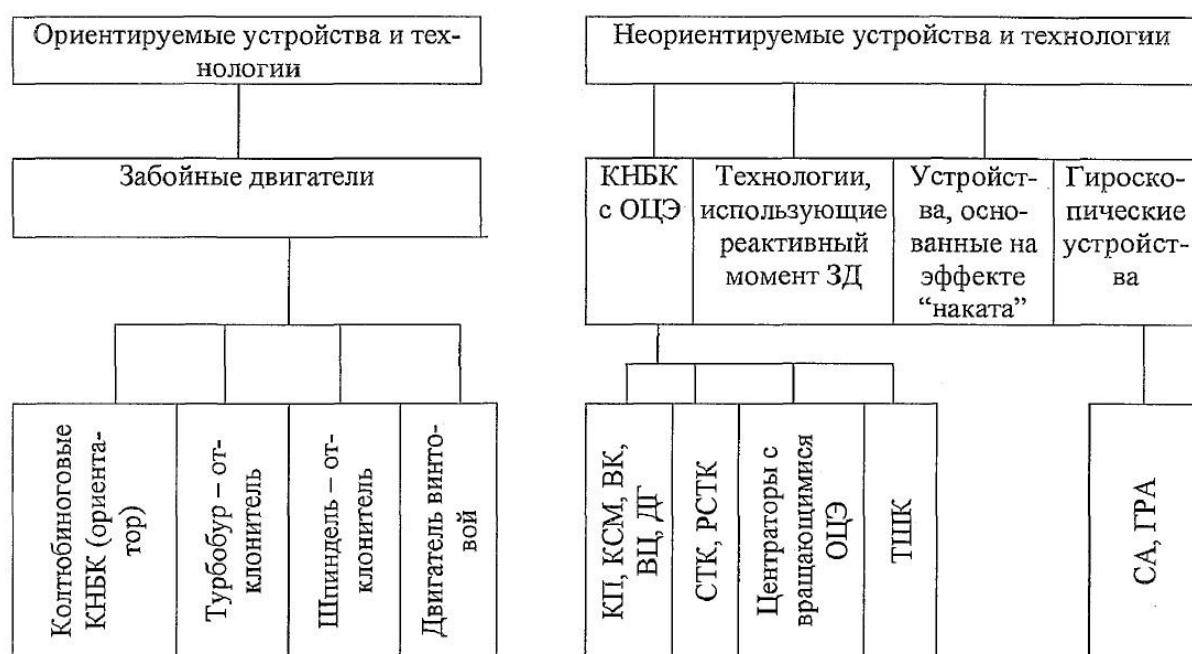 Ориентируемые устройства и тех-
нологии
Неориентируемые устройства и технологии
Забойные двигатели
КНБК
с ОЦЭ
Технологии,
использующие
реактивный
момент ЗД
Устройст-
ва, осно-
ванные на
эффекте
“наката”
Гироско-
пические
устройст-
ва
Колтюбиноговые
КНБК (ориента-
тор)
Турбобур – от-
клонитель
Шпиндель – от-
клонитель
Двигатель винто-
вой
КП, КСМ, ВК,
ВЦ, ДГ
СТК, РСТК
Центраторы с
вращающимися
ОЦЭ
ТШК
СА, ГРА